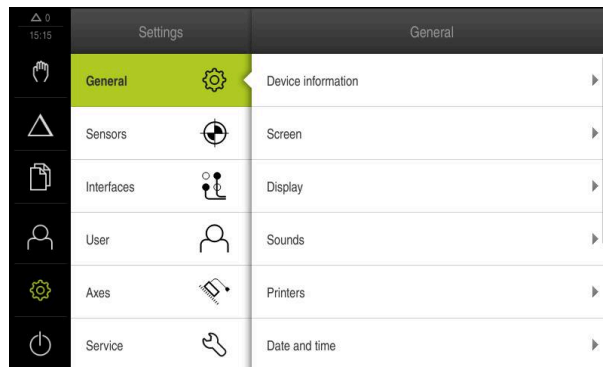 0
15:15
Settings
General
General
Device information
Sensors
Screen
Interfaces
Display
User
Sounds
Axes
Printers
Service
Date and time